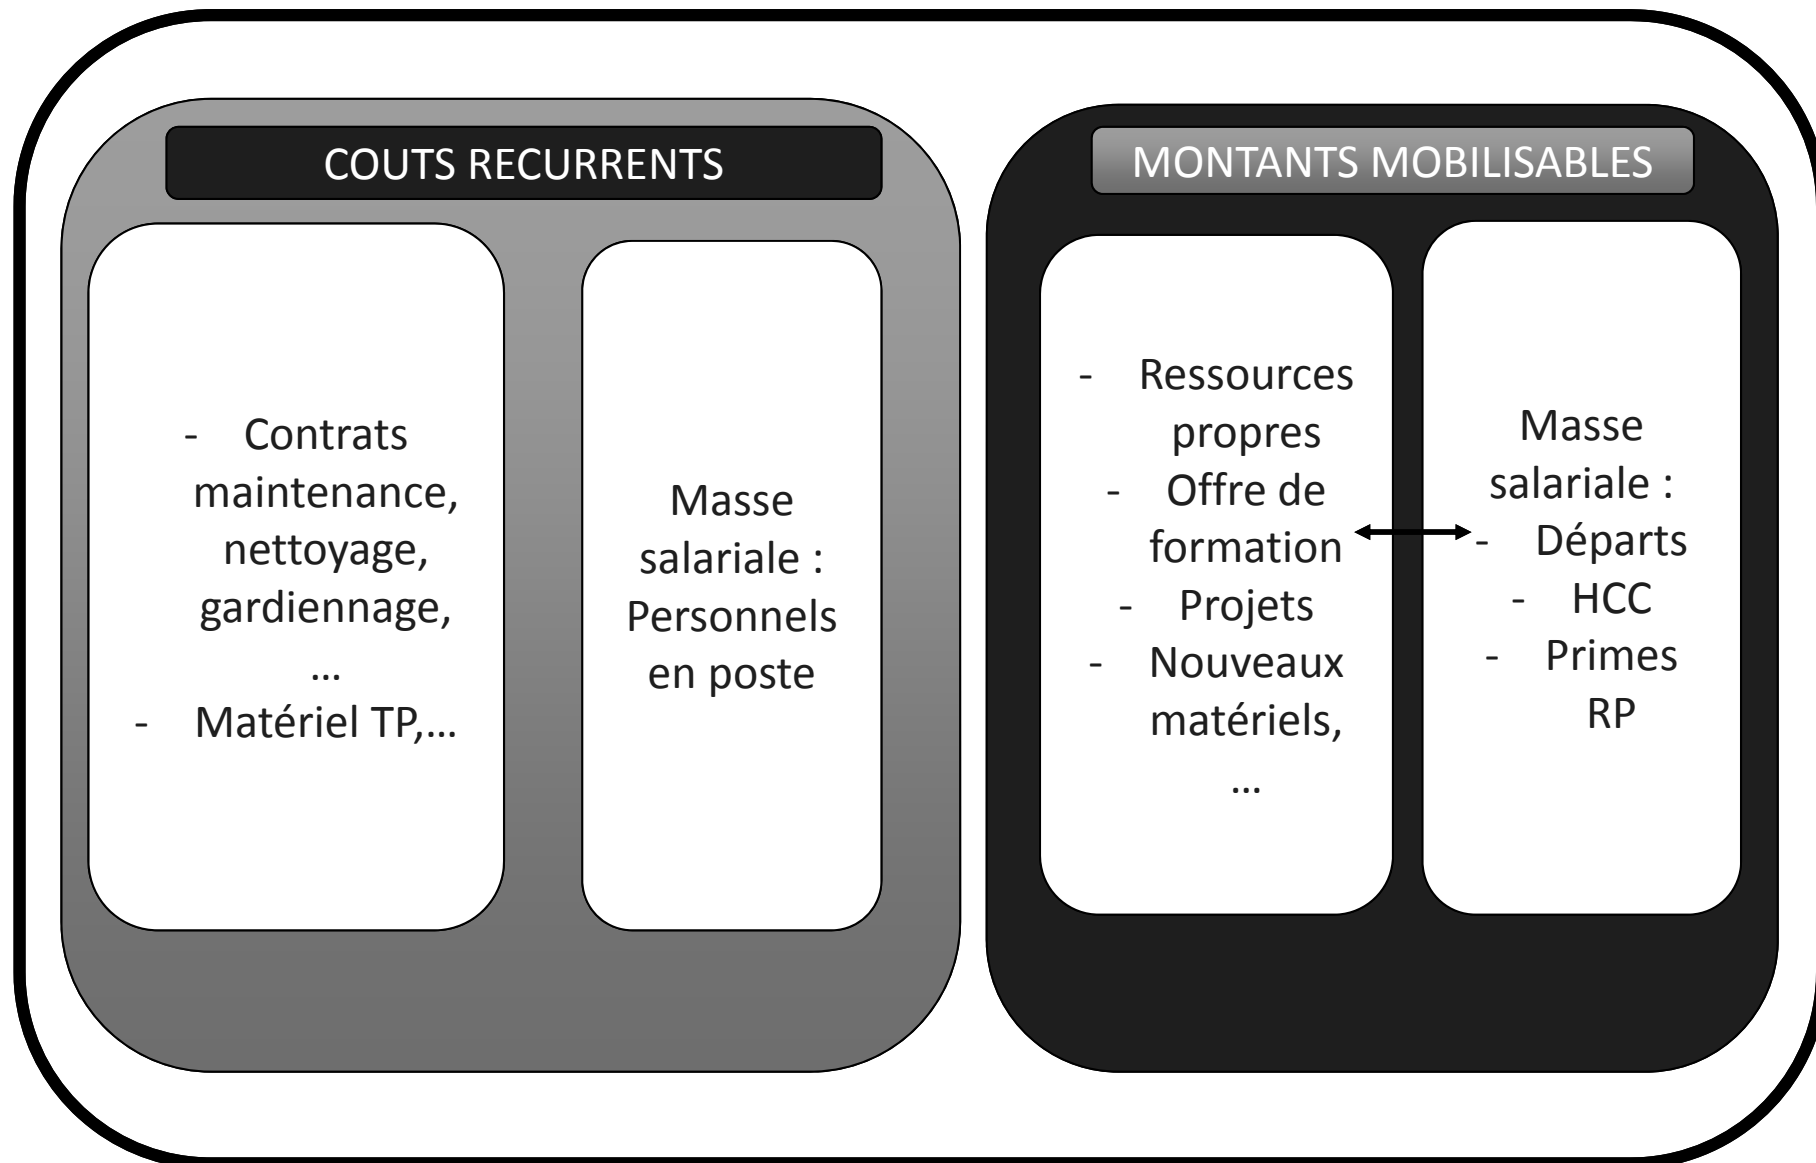 COUTS RECURRENTS
- Contrats
maintenance,
nettoyage,
gardiennage,
…
- Matériel TP,…
Masse
salariale :
Personnels
en poste
MONTANTS MOBILISABLES
- Ressources
propres
- Offre de
formation
- Projets
- Nouveaux
matériels,
…
Masse
salariale :
- Départs
- HCC
- Primes
RP